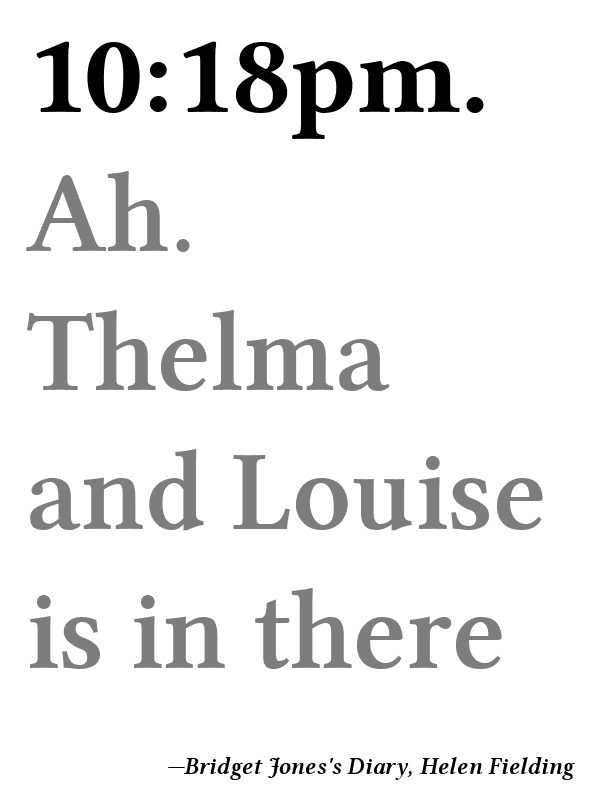 10:18pm.
Ah.
Thelma
and Louise
is in there
—Bridget Jones's Diary, Helen Fielding